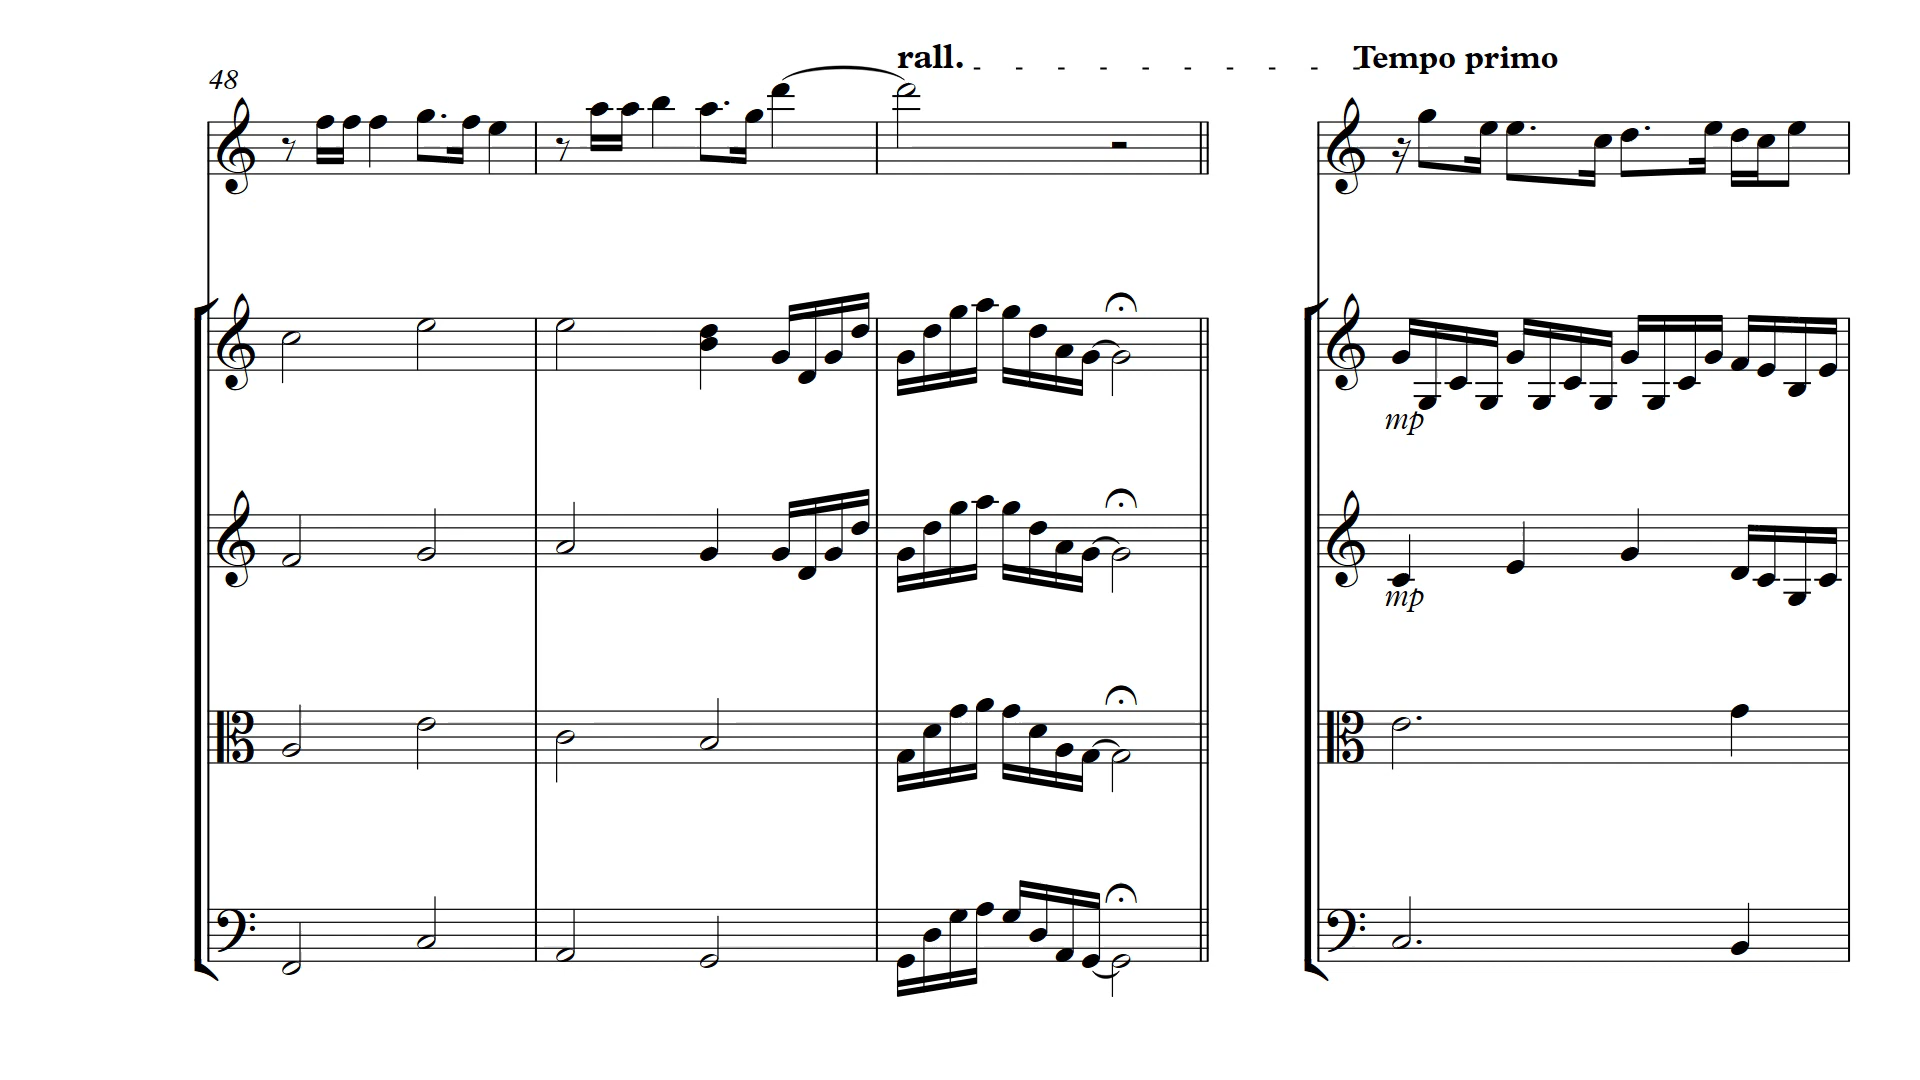 rall. - - - - - - - - - - Tempo primo
48
mp
mp